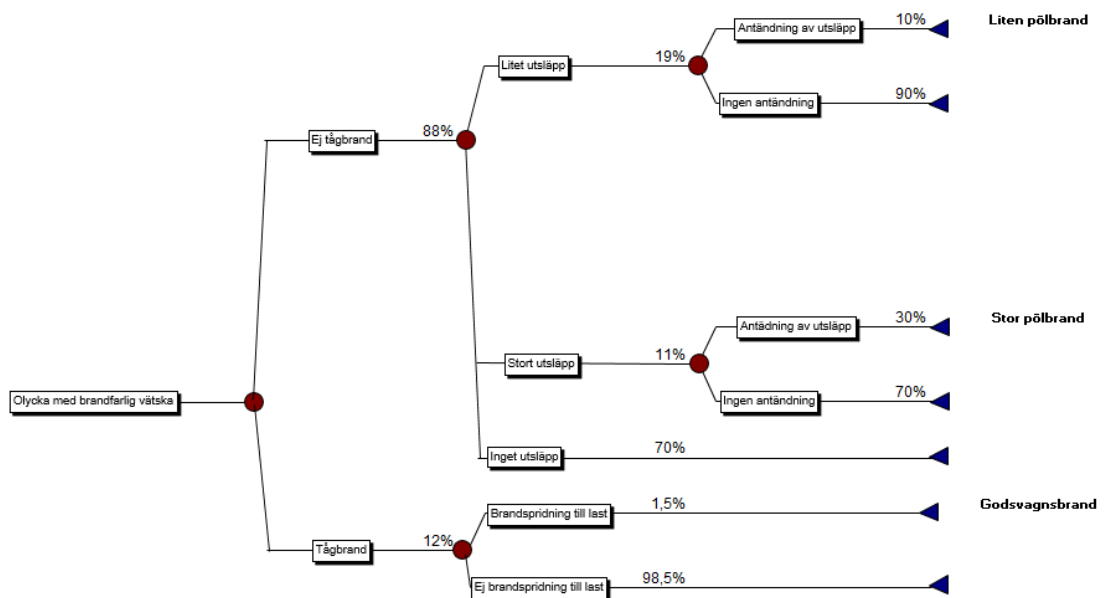 Antändning av utsläpp 10% Liten pölbrand
Litet utsläpp 19%
Ingen antändning 90%
Ej tågbrand 88%
Antädning av utsläpp 30% Stor pölbrand
Stort utsläpp 11%
Olycka med brandfarlig vätska
Ingen antändning 70%
Inget utsläpp 70%
Brandspridning till last 1,5% Godsvagnsbrand
Tågbrand 12%
Ej brandspridning till last 98,5%